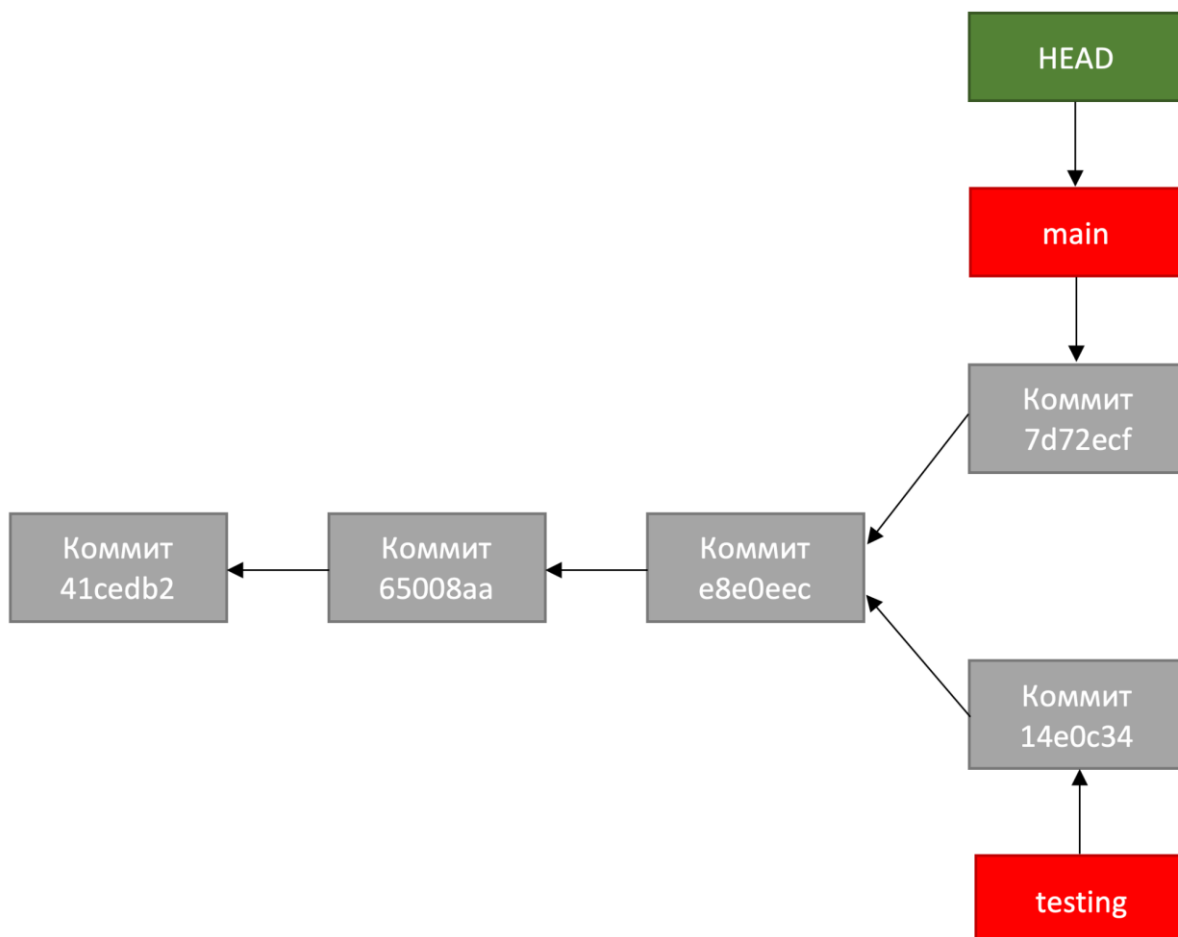 HEAD
main
Коммит
7d72ecf
Коммит
41cedb2
Коммит
65008aa
Коммит
e8e0eec
Коммит
14e0c34
testing